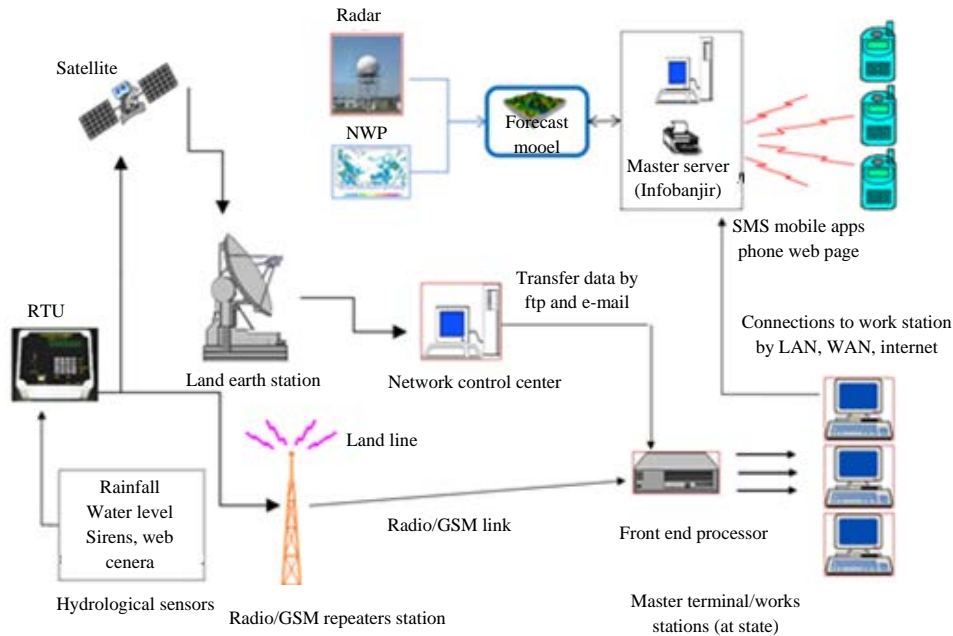 Radar
Satellite
NWP
Forecast
mooel
Master server
(Infobanjir)
SMS mobile apps
phone web page
RTU
Land earth station
Network control center
Transfer data by
ftp and e-mail
Connections to work station
by LAN, WAN, internet
Land line
Rainfall
Water level
Sirens, web
cenera
Hydrological sensors
Radio/GSM repeaters station
Radio/GSM link
Front end processor
Master terminal/works
stations (at state)